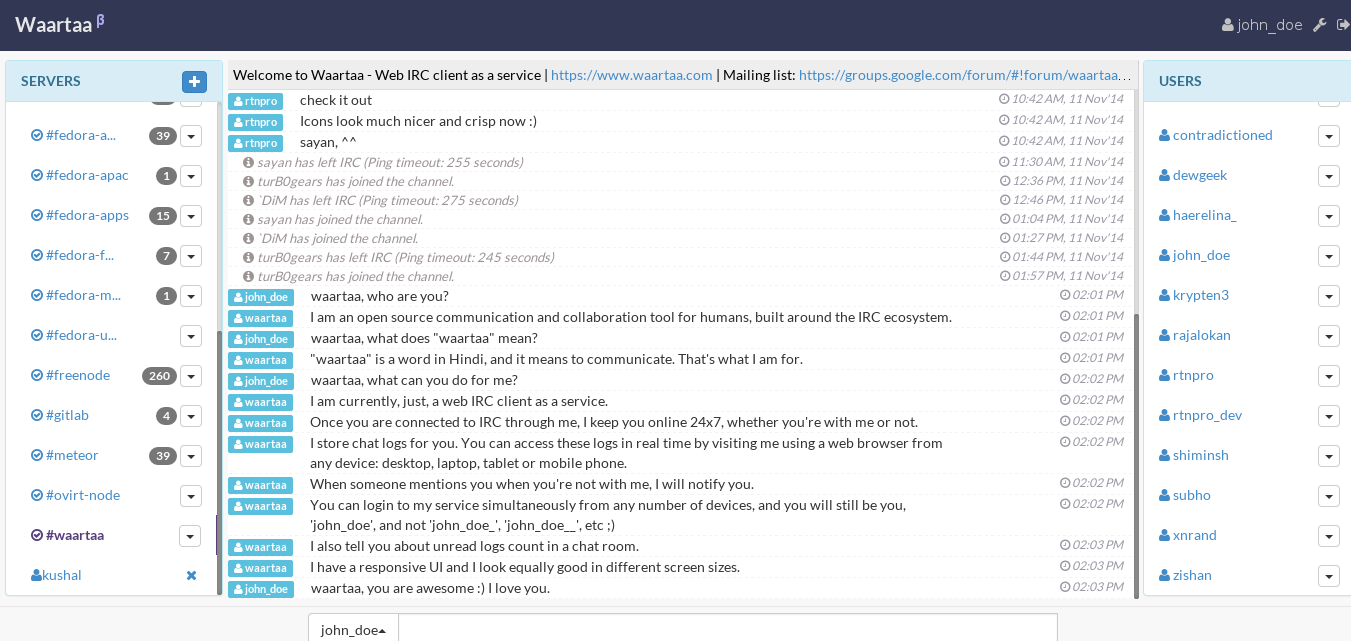 Waartaa β
john_doe
SERVERS
#fedora-a... 39
#fedora-apac 1
#fedora-apps 15
#fedora-f... 7
#fedora-m... 1
#fedora-u...
#freenode 260
#gitlab 4
#meteor 39
#ovirt-node
#waartaa
kushal
Welcome to Waartaa - Web IRC client as a service | https://www.waartaa.com | Mailing list: https://groups.google.com/forum/#!forum/waartaa...
rtnpro check it out 10:42 AM, 11 Nov'14
rtnpro Icons look much nicer and crisp now :) 10:42 AM, 11 Nov'14
rtnpro sayan, ^^ 10:42 AM, 11 Nov'14
sayan has left IRC (Ping timeout: 255 seconds) 11:30 AM, 11 Nov'14
turB0gears has joined the channel. 12:36 PM, 11 Nov'14
`DiM has left IRC (Ping timeout: 275 seconds) 12:46 PM, 11 Nov'14
sayan has joined the channel. 01:04 PM, 11 Nov'14
`DiM has joined the channel. 01:27 PM, 11 Nov'14
turB0gears has left IRC (Ping timeout: 245 seconds) 01:44 PM, 11 Nov'14
turB0gears has joined the channel. 01:57 PM, 11 Nov'14
john_doe waartaa, who are you? 02:01 PM
waartaa I am an open source communication and collaboration tool for humans, built around the IRC ecosystem. 02:01 PM
john_doe waartaa, what does "waartaa" mean? 02:01 PM
waartaa "waartaa" is a word in Hindi, and it means to communicate. That's what I am for. 02:01 PM
john_doe waartaa, what can you do for me? 02:02 PM
waartaa I am currently, just, a web IRC client as a service. 02:02 PM
waartaa Once you are connected to IRC through me, I keep you online 24x7, whether you're with me or not. 02:02 PM
waartaa I store chat logs for you. You can access these logs in real time by visiting me using a web browser from 02:02 PM
any device: desktop, laptop, tablet or mobile phone.
waartaa When someone mentions you when you're not with me, I will notify you. 02:02 PM
waartaa You can login to my service simultaneously from any number of devices, and you will still be you, 02:02 PM
'john_doe', and not 'john_doe_', 'john_doe__', etc ;)
waartaa I also tell you about unread logs count in a chat room. 02:03 PM
waartaa I have a responsive UI and I look equally good in different screen sizes. 02:03 PM
john_doe waartaa, you are awesome :) I love you. 02:03 PM
john_doe
USERS
contradictioned
dewgeek
haerelina_
john_doe
krypten3
rajalokan
rtnpro
rtnpro_dev
shiminsh
subho
xnrand
zishan